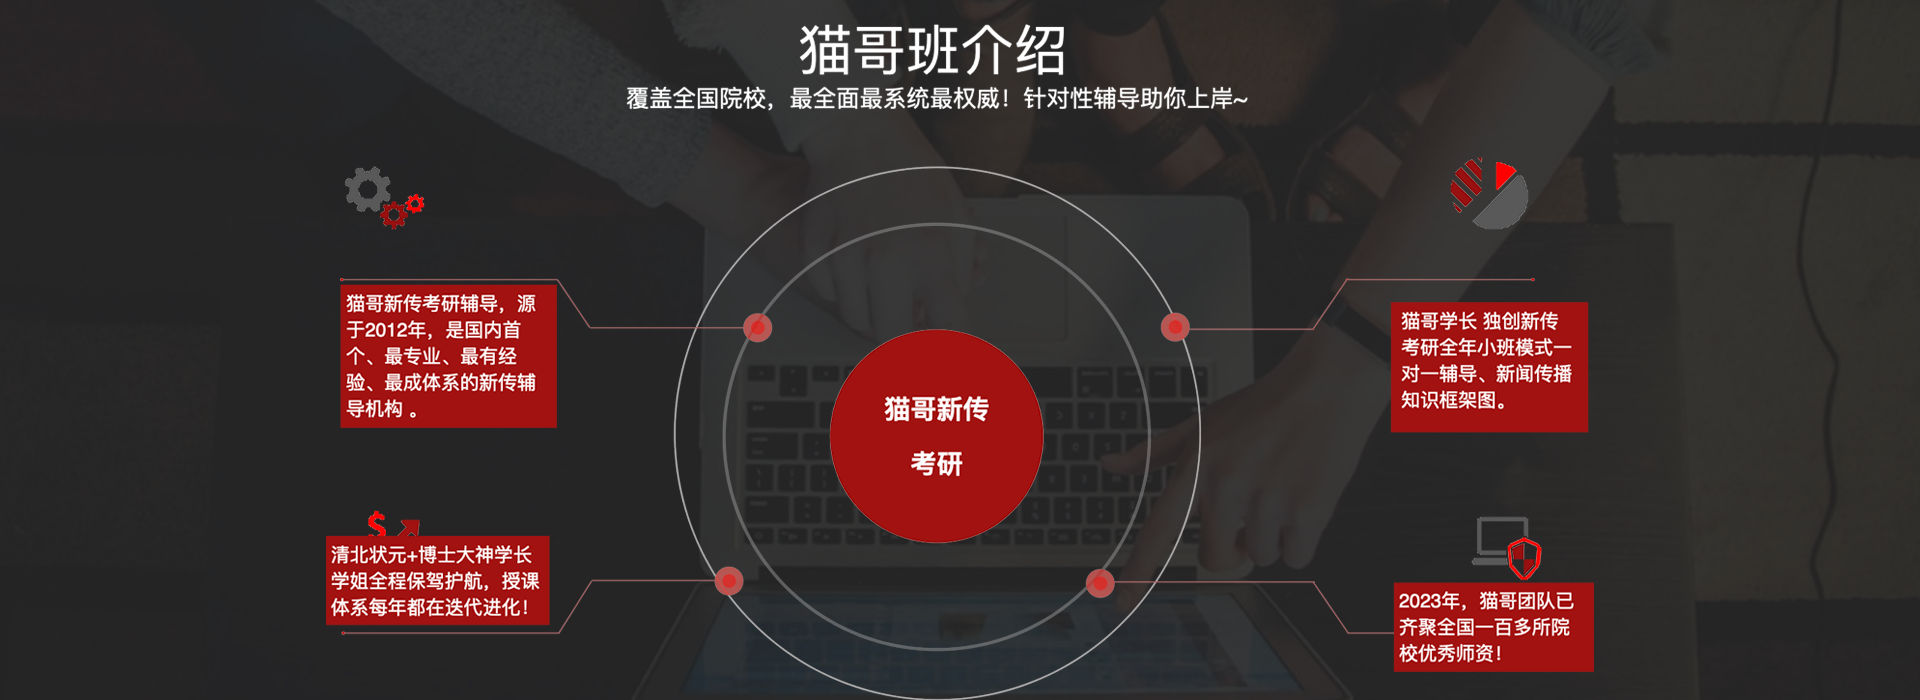 猫哥班介绍
覆盖全国院校，最全面最系统最权威！针对性辅导助你上岸~
猫哥新传考研辅导，源
于2012年，是国内首
个、最专业、最有经
验、最成体系的新传辅
导机构 。
猫哥学长 独创新传
考研全年小班模式一
对一辅导、新闻传播
知识框架图。
猫哥新传
考研
清北状元+博士大神学长
学姐全程保驾护航，授课
体系每年都在迭代进化！
2023年，猫哥团队已
齐聚全国一百多所院
校优秀师资！